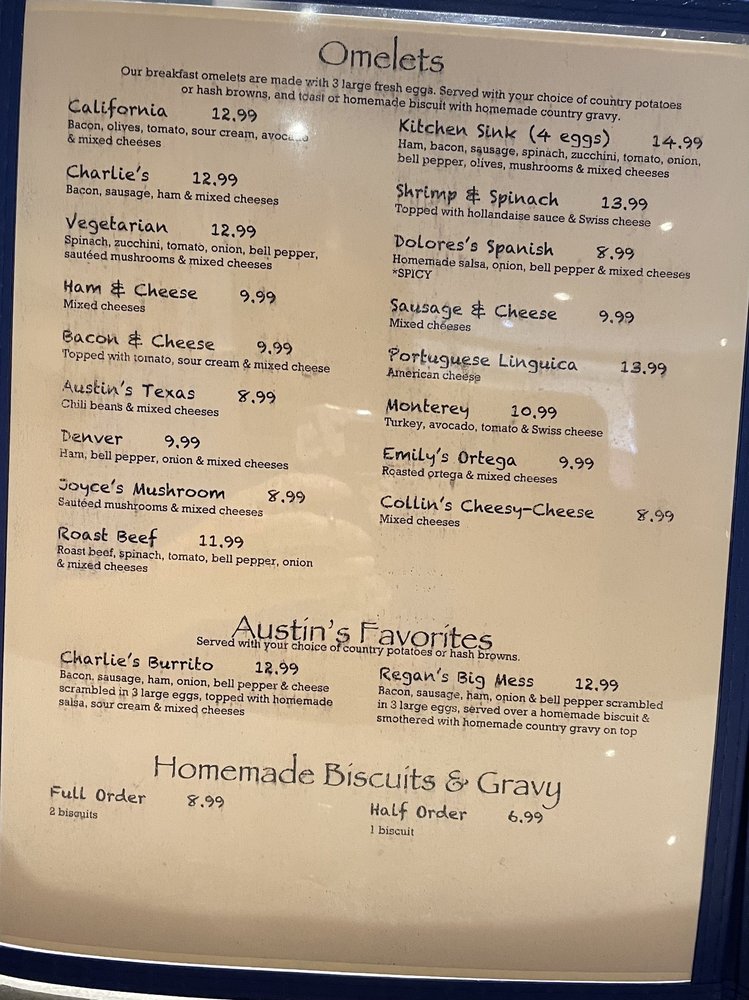 Omelets
Our breakfast omelets are made with 3 large fresh eggs. Served with your choice of country potatoes
or hash browns, and toast or homemade biscuit with homemade country gravy.
California 12.99
Bacon, olives, tomato, sour cream, avocado
& mixed cheeses
Charlie's 12.99
Bacon, sausage, ham & mixed cheeses
Vegetarian 12.99
Spinach, zucchini, tomato, onion, bell pepper,
sautéed mushrooms & mixed cheeses
Ham & Cheese 9.99
Mixed cheeses
Bacon & Cheese 9.99
Topped with tomato, sour cream & mixed cheese
Austin's Texas 8.99
Chili beans & mixed cheeses
Denver 9.99
Ham, bell pepper, onion & mixed cheeses
Joyce's Mushroom 8.99
Sautéed mushrooms & mixed cheeses
Roast Beef 11.99
Roast beef, spinach, tomato, bell pepper, onion
& mixed cheeses
Kitchen Sink (4 eggs) 14.99
Ham, bacon, sausage, spinach, zucchini, tomato, onion,
bell pepper, olives, mushrooms & mixed cheeses
Shrimp & Spinach 13.99
Topped with hollandaise sauce & Swiss cheese
Dolores's Spanish 8.99
Homemade salsa, onion, bell pepper & mixed cheeses
*SPICY
Sausage & Cheese 9.99
Mixed cheeses
Portuguese Linguica 13.99
American cheese
Monterey 10.99
Turkey, avocado, tomato & Swiss cheese
Emily's Ortega 9.99
Roasted ortega & mixed cheeses
Collin's Cheesy-Cheese 8.99
Mixed cheeses
Austin's Favorites
Served with your choice of country potatoes or hash browns.
Charlie's Burrito 12.99
Bacon, sausage, ham, onion, bell pepper & cheese
scrambled in 3 large eggs, topped with homemade
salsa, sour cream & mixed cheeses
Regan's Big Mess 12.99
Bacon, sausage, ham, onion & bell pepper scrambled
in 3 large eggs, served over a homemade biscuit &
smothered with homemade country gravy on top
Homemade Biscuits & Gravy
Full Order 8.99
2 biscuits
Half Order 6.99
1 biscuit